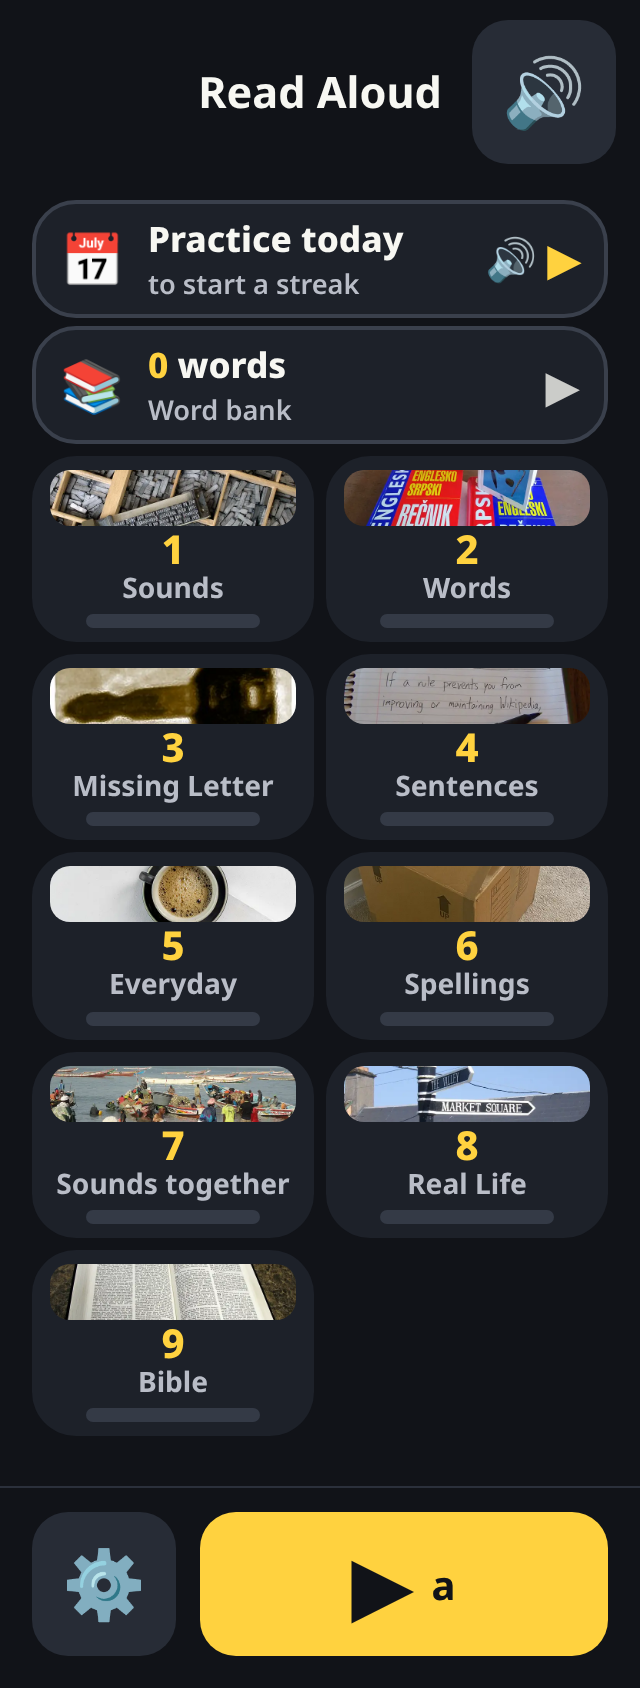 Read Aloud
July
17
Practice today
to start a streak
0 words
Word bank
1
Sounds
ENGLESKO
SRPSKI
REČNIK
2
Words
3
Missing Letter
If a rule prevents you from
improving or maintaining Wikipedia,
4
Sentences
5
Everyday
6
Spellings
7
Sounds together
MARKET SQUARE
8
Real Life
9
Bible
a